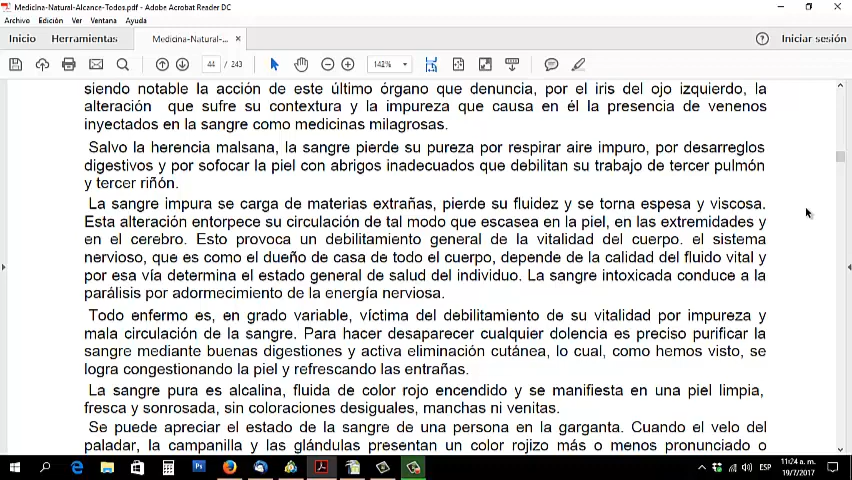 Medicina-Natural-Alcance-Todos.pdf - Adobe Acrobat Reader DC
Archivo Edición Ver Ventana Ayuda
Inicio Herramientas Medicina-Natural-... × Iniciar sesión
44 / 243 142%
siendo notable la acción de este último órgano que denuncia, por el iris del ojo izquierdo, la
alteración que sufre su contextura y la impureza que causa en él la presencia de venenos
inyectados en la sangre como medicinas milagrosas.
Salvo la herencia malsana, la sangre pierde su pureza por respirar aire impuro, por desarreglos
digestivos y por sofocar la piel con abrigos inadecuados que debilitan su trabajo de tercer pulmón
y tercer riñón.
La sangre impura se carga de materias extrañas, pierde su fluidez y se torna espesa y viscosa.
Esta alteración entorpece su circulación de tal modo que escasea en la piel, en las extremidades y
en el cerebro. Esto provoca un debilitamiento general de la vitalidad del cuerpo. el sistema
nervioso, que es como el dueño de casa de todo el cuerpo, depende de la calidad del fluido vital y
por esa vía determina el estado general de salud del individuo. La sangre intoxicada conduce a la
parálisis por adormecimiento de la energía nerviosa.
Todo enfermo es, en grado variable, víctima del debilitamiento de su vitalidad por impureza y
mala circulación de la sangre. Para hacer desaparecer cualquier dolencia es preciso purificar la
sangre mediante buenas digestiones y activa eliminación cutánea, lo cual, como hemos visto, se
logra congestionando la piel y refrescando las entrañas.
La sangre pura es alcalina, fluida de color rojo encendido y se manifiesta en una piel limpia,
fresca y sonrosada, sin coloraciones desiguales, manchas ni venitas.
Se puede apreciar el estado de la sangre de una persona en la garganta. Cuando el velo del
paladar, la campanilla y las glándulas presentan un color rojizo más o menos pronunciado o
ESP 11:24 a. m.
19/7/2017